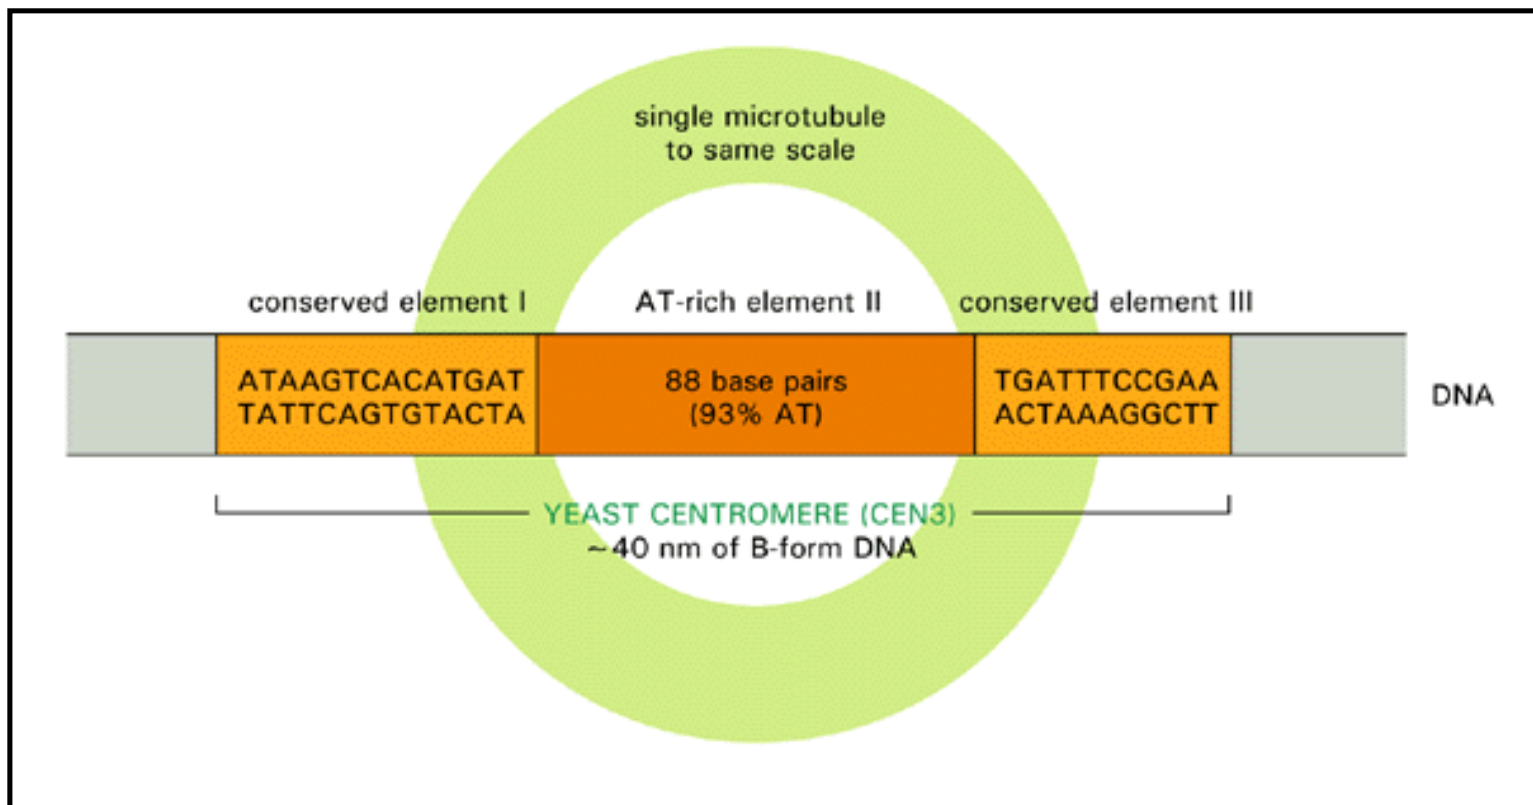 single microtubule
to same scale
conserved element I
AT-rich element II
conserved element III
ATAAGTCACATGAT
TATTCAGTGTACTA
88 base pairs
(93% AT)
TGATTTCCGAA
ACTAAAGGCTT
DNA
YEAST CENTROMERE (CEN3)
~40 nm of B-form DNA